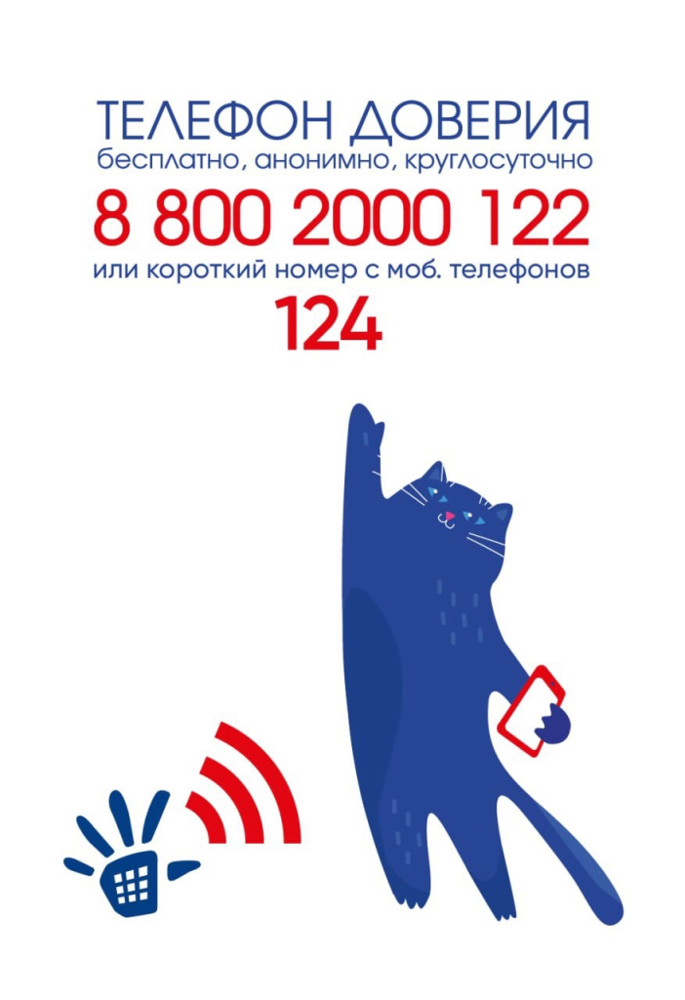 ТЕЛЕФОН ДОВЕРИЯ
бесплатно, анонимно, круглосуточно
8 800 2000 122
или короткий номер с моб. телефонов
124